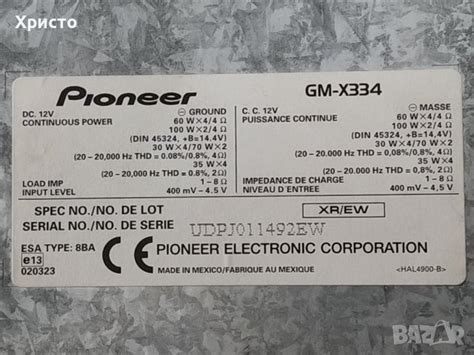 Христо
Pioneer GM-X334
DC. 12V ⊖ GROUND
CONTINUOUS POWER 60 W×4/4 Ω
100 W×2/4 Ω
(DIN 45324, +B=14,4V)
30 W×4/70 W×2
(20 – 20,000 Hz THD = 0.08%/0,8%, 4Ω)
35 W×4
(20 – 20,000 Hz THD = 0,8%, 2Ω)
LOAD IMP 1 – 8 Ω
INPUT LEVEL 400 mV – 4,5 V
C. C. 12V ⊖ MASSE
PUISSANCE CONTINUE 60 W×4/4 Ω
100 W×2/4 Ω
(DIN 45324, +B=14,4V)
30 W×4/70 W×2
(20 – 20.000 Hz THD = 0,08%/0,8%, 4Ω)
35 W×4
(20 – 20.000 Hz THD = 0,8%, 2Ω)
IMPEDANCE DE CHARGE 1 – 8 Ω
NIVEAU D ENTREE 400 mV – 4,5 V
SPEC NO./NO. DE LOT XR/EW
SERIAL NO./NO. DE SERIE UDPJ011492EW
ESA TYPE: 8BA
e13
020323
CE PIONEER ELECTRONIC CORPORATION
MADE IN MEXICO/FABRIQUE AU MEXIQUE
<HAL4900-B>
BAZAR